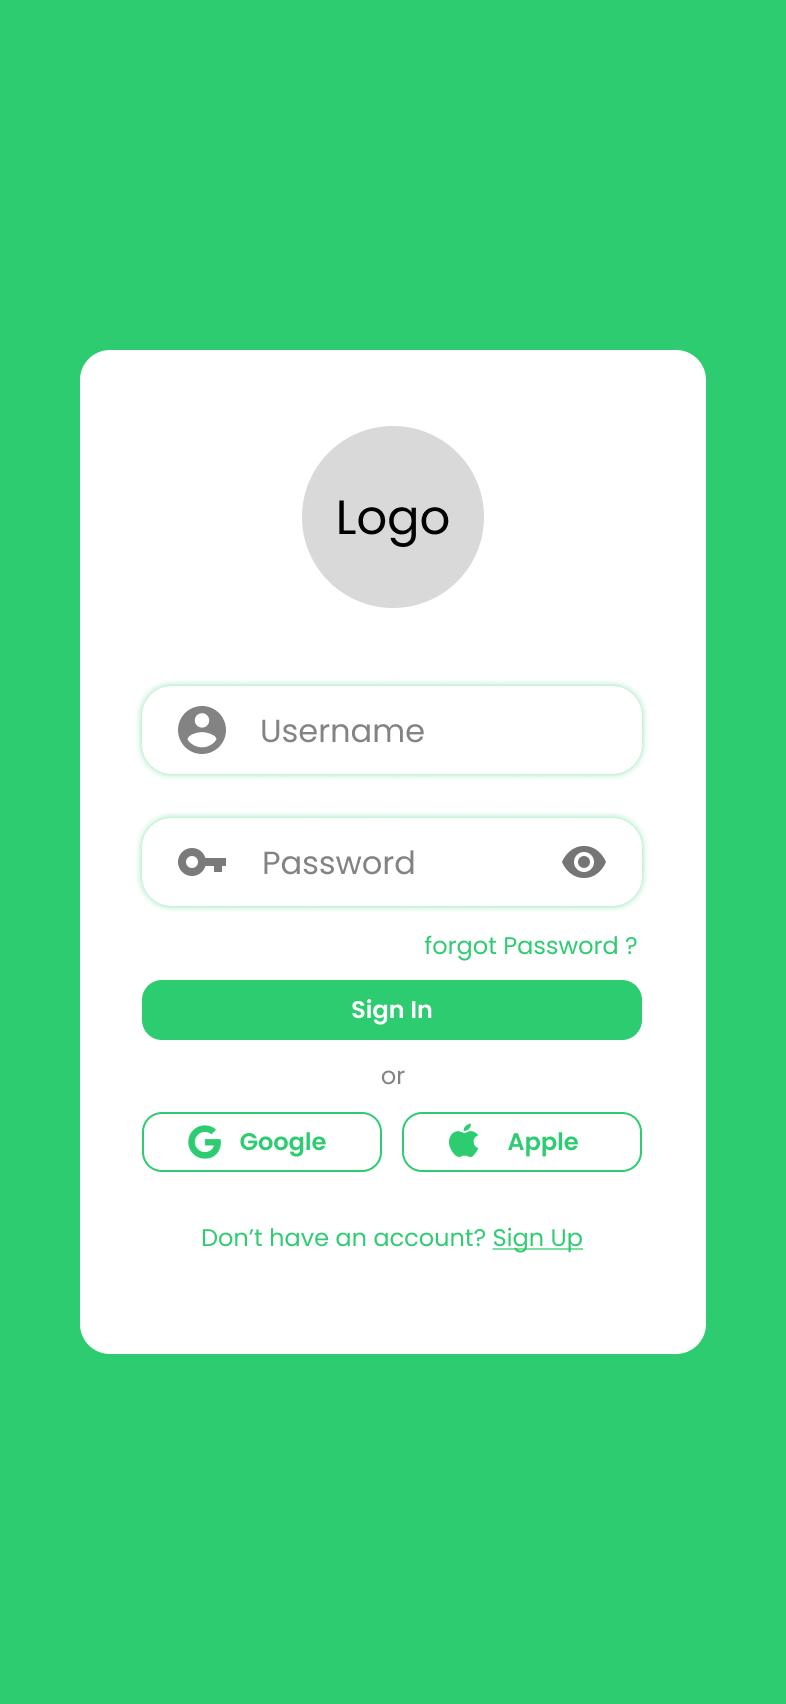 Logo
Username
Password
forgot Password ?
Sign In
or
Google
Apple
Don’t have an account? Sign Up